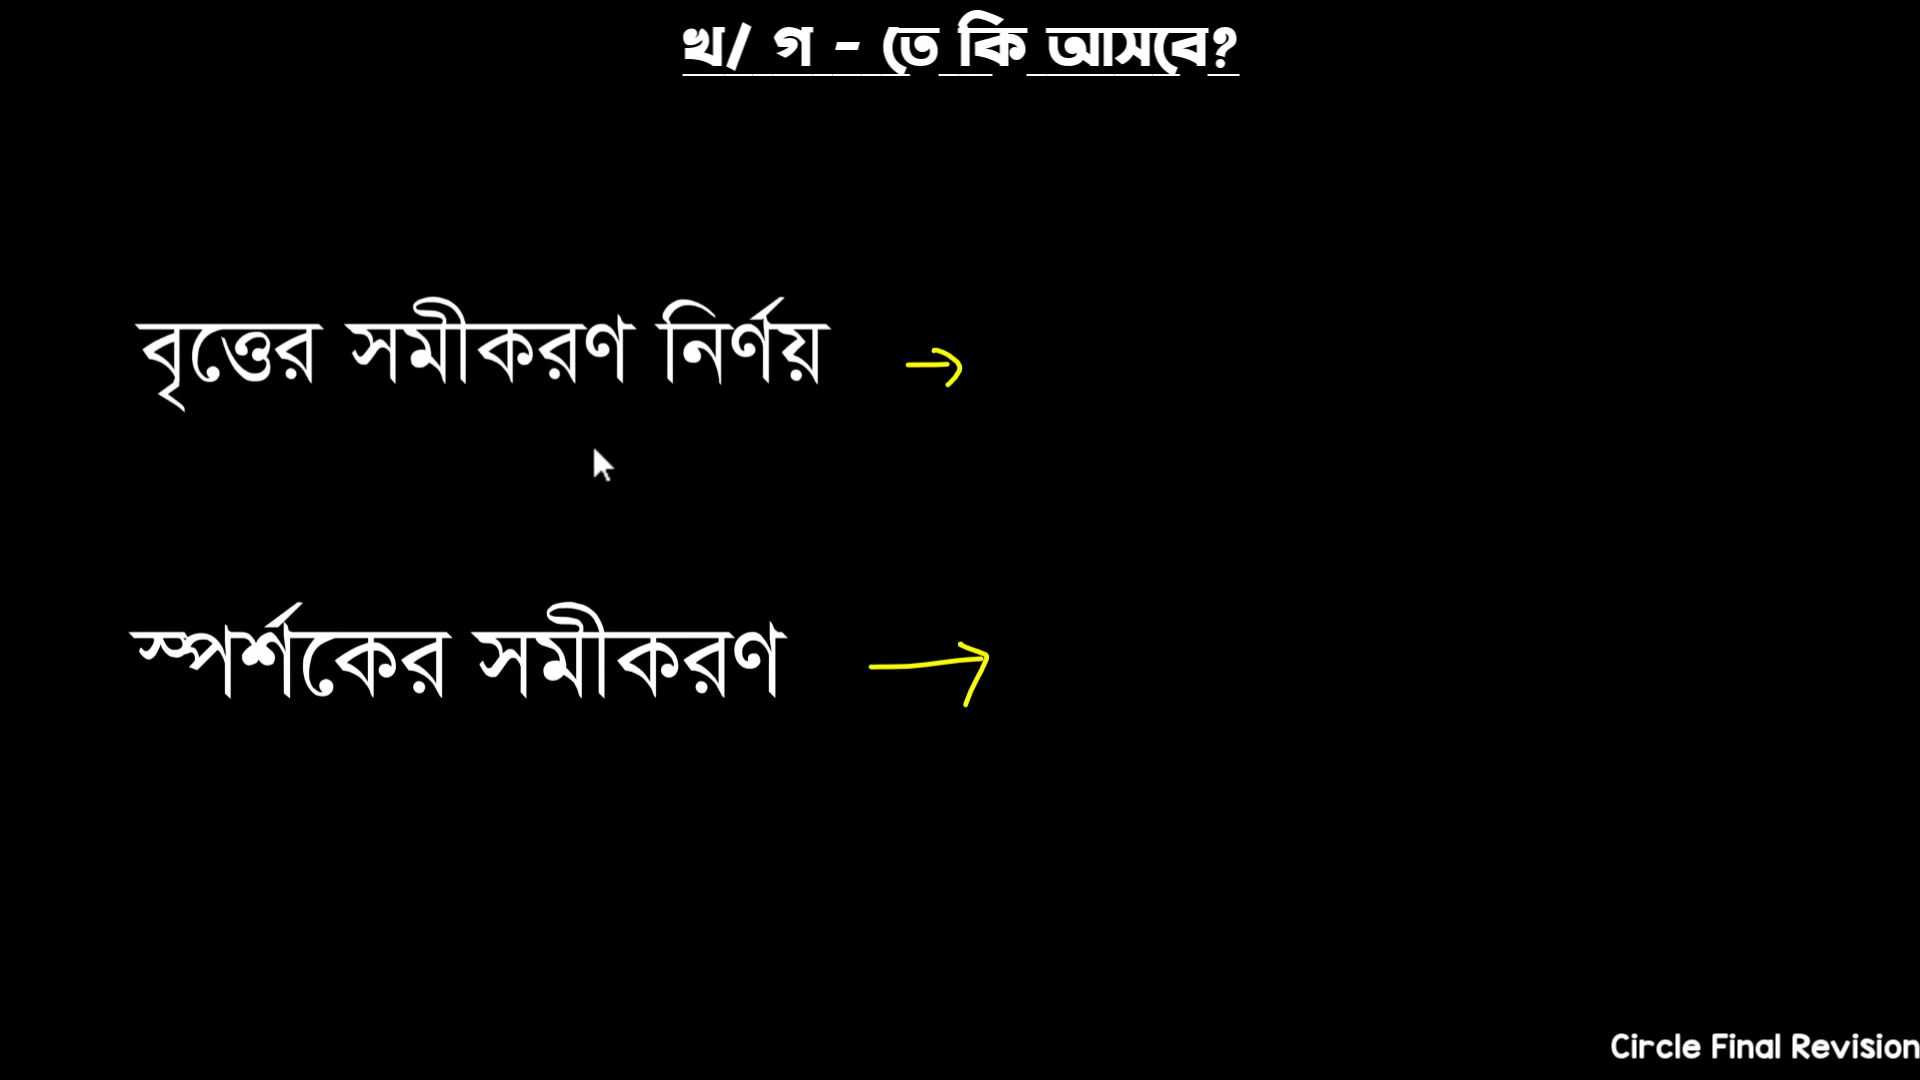 খ/ গ - তে কি আসবে?
বৃত্তের সমীকরণ নির্ণয়
স্পর্শকের সমীকরণ
Circle Final Revision